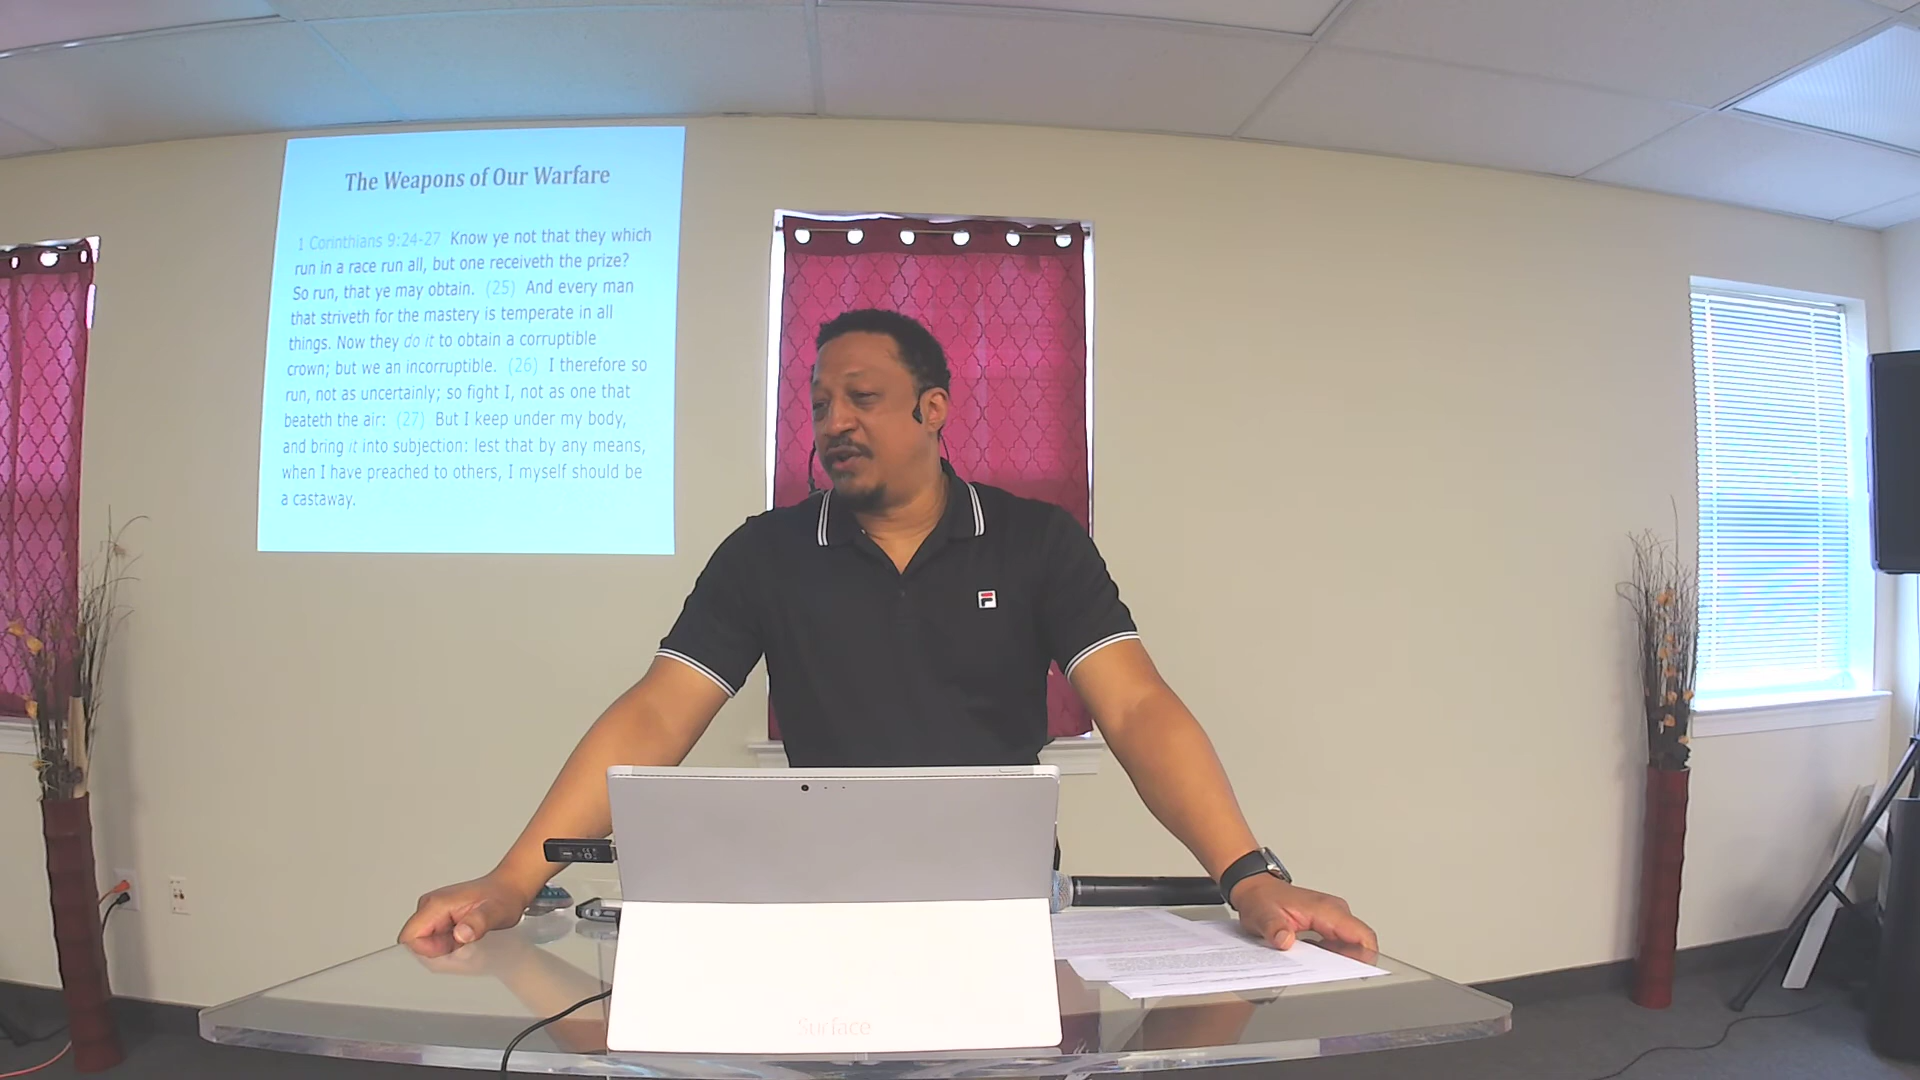 The Weapons of Our Warfare
1 Corinthians 9:24-27 Know ye not that they which
run in a race run all, but one receiveth the prize?
So run, that ye may obtain. (25) And every man
that striveth for the mastery is temperate in all
things. Now they do it to obtain a corruptible
crown; but we an incorruptible. (26) I therefore so
run, not as uncertainly; so fight I, not as one that
beateth the air: (27) But I keep under my body,
and bring it into subjection: lest that by any means,
when I have preached to others, I myself should be
a castaway.
Surface